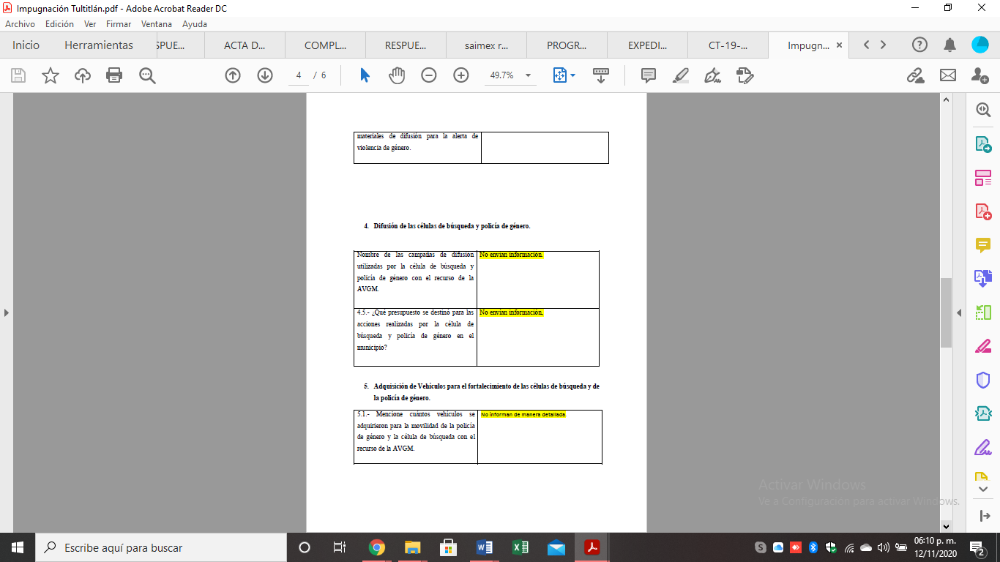 Impugnación Tultitlán.pdf - Adobe Acrobat Reader DC
Archivo Edición Ver Firmar Ventana Ayuda
Inicio Herramientas SPUE... ACTA D... COMPL... RESPUE... saimex r... PROGR... EXPEDI... CT-19-... Impugn...
4 / 6 49.7%
materiales de difusión para la alerta de
violencia de género.
4. Difusión de las células de búsqueda y policía de género.
Nombre de las campañas de difusión
utilizadas por la célula de búsqueda y
policía de género con el recurso de la
AVGM.
No envían información.
4.5.- ¿Qué presupuesto se destinó para las
acciones realizadas por la célula de
búsqueda y policía de género en el
municipio?
No envían información,
5. Adquisición de Vehículos para el fortalecimiento de las células de búsqueda y de
la policía de género.
5.1.- Mencione cuántos vehículos se
adquirieron para la movilidad de la policía
de género y la célula de búsqueda con el
recurso de la AVGM.
No informan de manera detallada.
Activar Windows
Ve a Configuración para activar Windows.
Escribe aquí para buscar
06:10 p. m.
12/11/2020
2